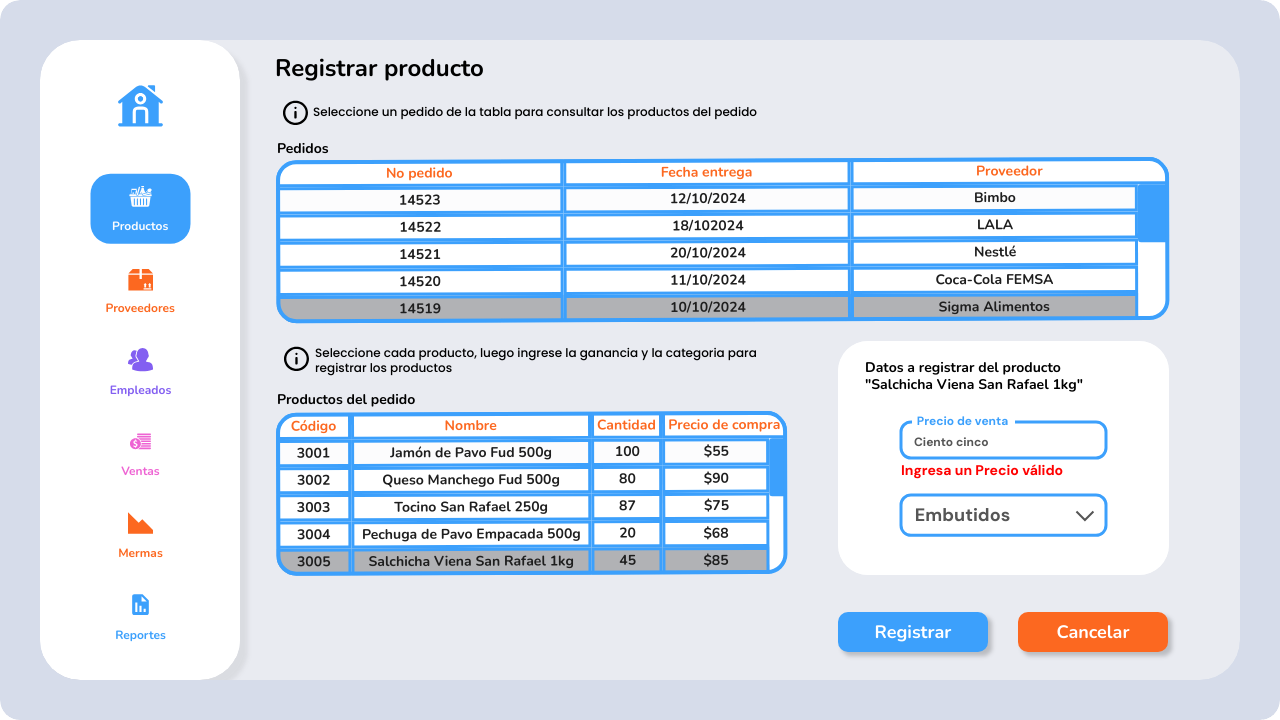 Registrar producto
Seleccione un pedido de la tabla para consultar los productos del pedido
Pedidos
No pedido Fecha entrega Proveedor
14523 12/10/2024 Bimbo
14522 18/102024 LALA
14521 20/10/2024 Nestlé
14520 11/10/2024 Coca-Cola FEMSA
14519 10/10/2024 Sigma Alimentos
Productos
Proveedores
Empleados
Ventas
Mermas
Reportes
Seleccione cada producto, luego ingrese la ganancia y la categoria para
registrar los productos
Productos del pedido
Código Nombre Cantidad Precio de compra
3001 Jamón de Pavo Fud 500g 100 $55
3002 Queso Manchego Fud 500g 80 $90
3003 Tocino San Rafael 250g 87 $75
3004 Pechuga de Pavo Empacada 500g 20 $68
3005 Salchicha Viena San Rafael 1kg 45 $85
Datos a registrar del producto
"Salchicha Viena San Rafael 1kg"
Precio de venta
Ciento cinco
Ingresa un Precio válido
Embutidos
Registrar
Cancelar